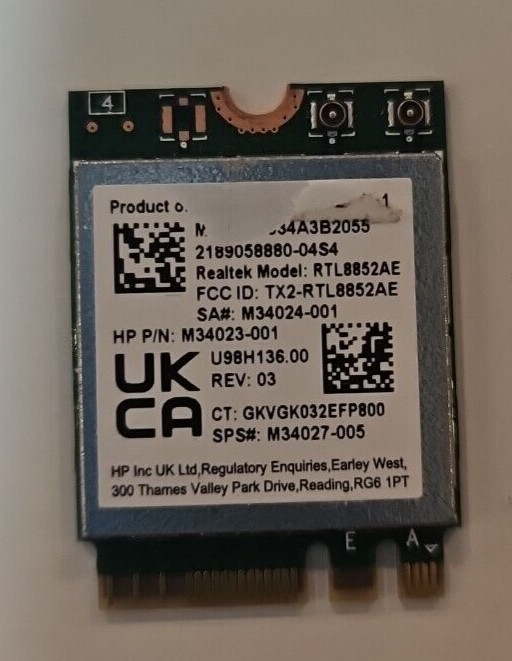 4
Product o
34A3B2055
2189058880-04S4
Realtek Model: RTL8852AE
FCC ID: TX2-RTL8852AE
SA#: M34024-001
HP P/N: M34023-001
UK
CA
U98H136.00
REV: 03
CT: GKVGK032EFP800
SPS#: M34027-005
HP Inc UK Ltd,Regulatory Enquiries,Earley West,
300 Thames Valley Park Drive,Reading,RG6 1PT
E A